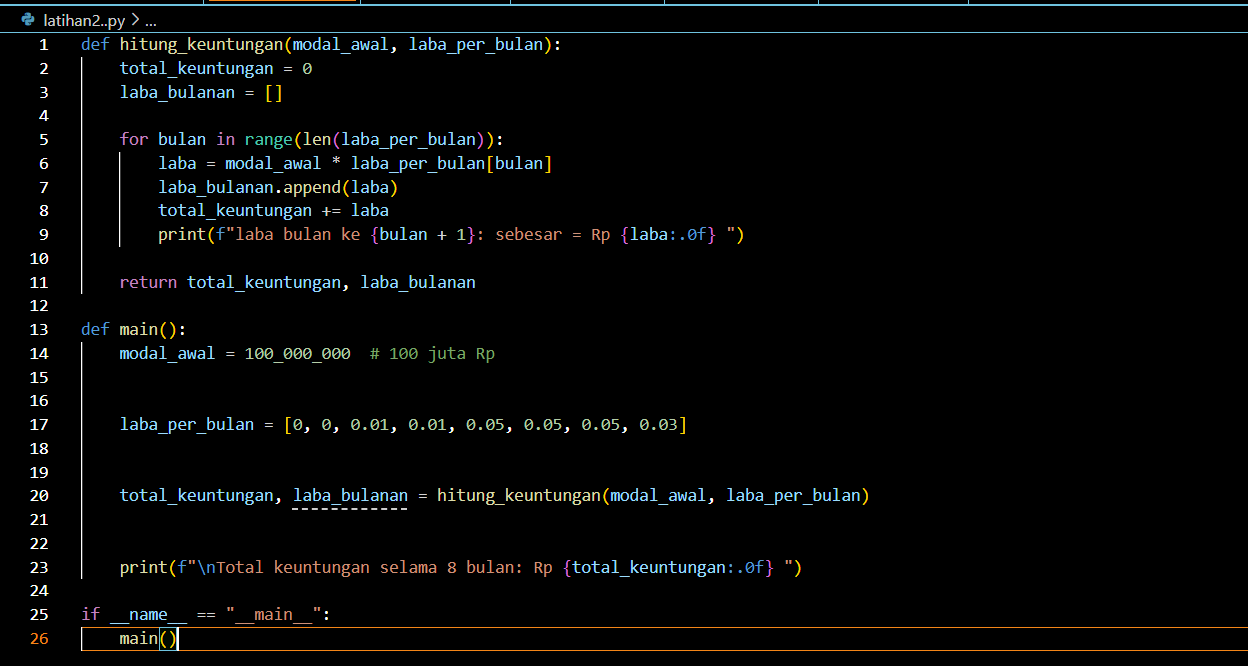 latihan2..py > ...
1 def hitung_keuntungan(modal_awal, laba_per_bulan):
2     total_keuntungan = 0
3     laba_bulanan = []
4
5     for bulan in range(len(laba_per_bulan)):
6         laba = modal_awal * laba_per_bulan[bulan]
7         laba_bulanan.append(laba)
8         total_keuntungan += laba
9         print(f"laba bulan ke {bulan + 1}: sebesar = Rp {laba:.0f} ")
10
11     return total_keuntungan, laba_bulanan
12
13 def main():
14     modal_awal = 100_000_000  # 100 juta Rp
15
16
17     laba_per_bulan = [0, 0, 0.01, 0.01, 0.05, 0.05, 0.05, 0.03]
18
19
20     total_keuntungan, laba_bulanan = hitung_keuntungan(modal_awal, laba_per_bulan)
21
22
23     print(f"\nTotal keuntungan selama 8 bulan: Rp {total_keuntungan:.0f} ")
24
25 if __name__ == "__main__":
26     main()